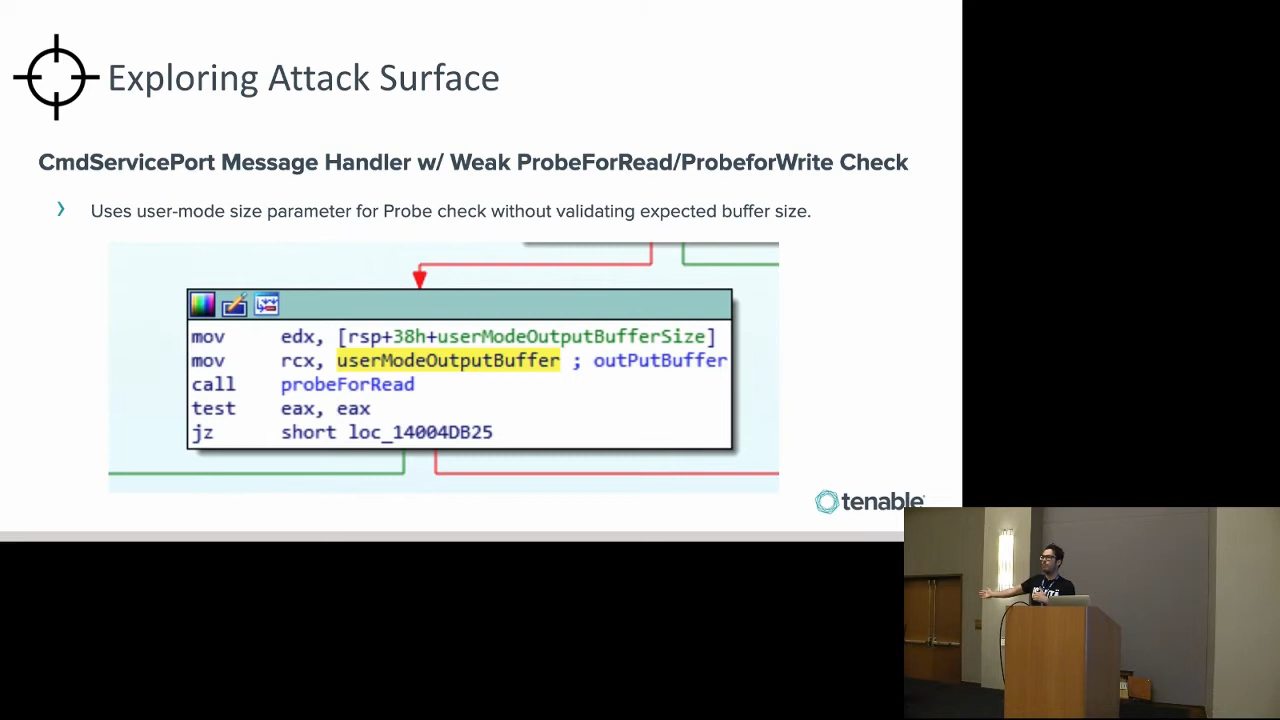 Exploring Attack Surface
CmdServicePort Message Handler w/ Weak ProbeForRead/ProbeforWrite Check
Uses user-mode size parameter for Probe check without validating expected buffer size.
mov edx, [rsp+38h+userModeOutputBufferSize]
mov rcx, userModeOutputBuffer ; outPutBuffer
call probeForRead
test eax, eax
jz short loc_14004DB25
tenable